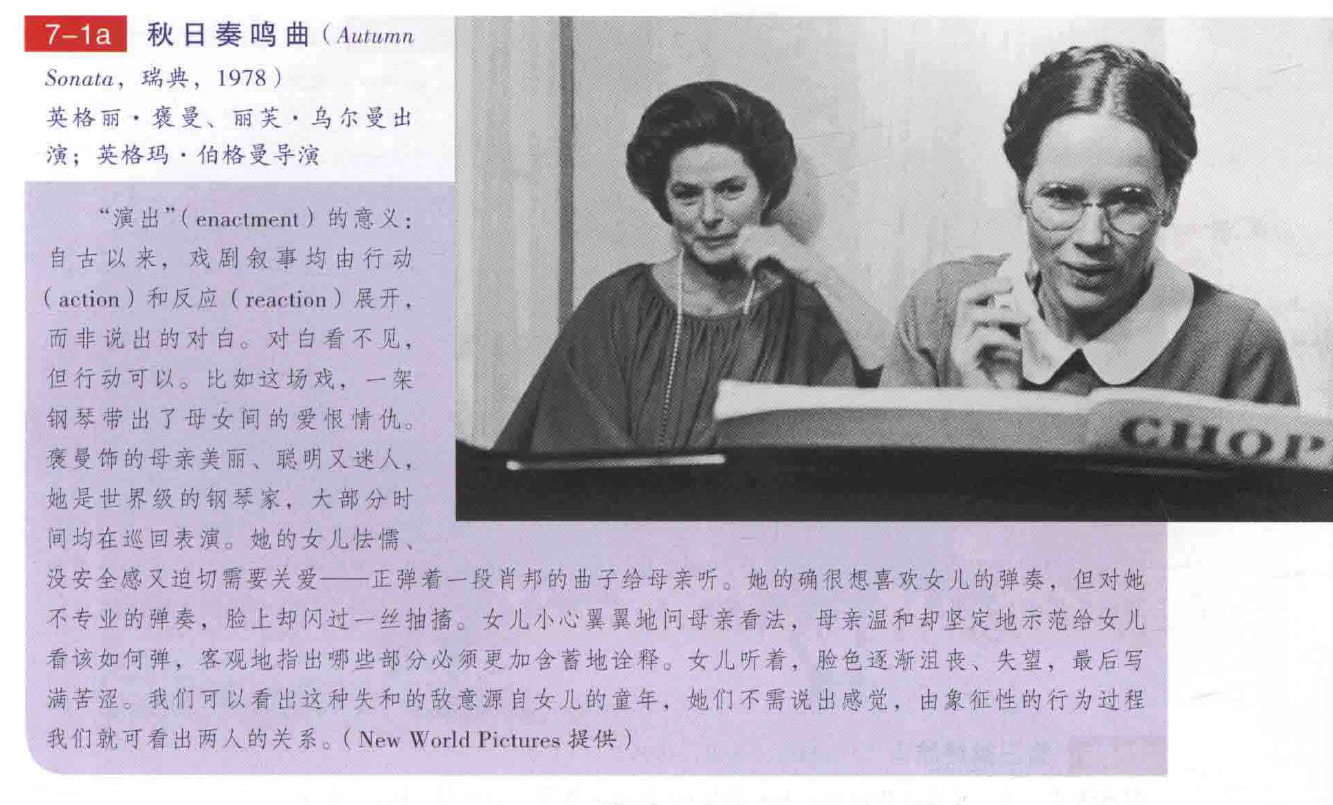 7-1a 秋日奏鸣曲（Autumn
Sonata，瑞典，1978）
英格丽·褒曼、丽芙·乌尔曼出
演；英格玛·伯格曼导演
“演出”（enactment）的意义：
自古以来，戏剧叙事均由行动
（action）和反应（reaction）展开，
而非说出的对白。对白看不见，
但行动可以。比如这场戏，一架
钢琴带出了母女间的爱恨情仇。
褒曼饰的母亲美丽、聪明又迷人，
她是世界级的钢琴家，大部分时
间均在巡回表演。她的女儿怯懦、
没安全感又迫切需要关爱——正弹着一段肖邦的曲子给母亲听。她的确很想喜欢女儿的弹奏，但对她
不专业的弹奏，脸上却闪过一丝抽搐。女儿小心翼翼地问母亲看法，母亲温和却坚定地示范给女儿
看该如何弹，客观地指出哪些部分必须更加含蓄地诠释。女儿听着，脸色逐渐沮丧、失望，最后写
满苦涩。我们可以看出这种失和的敌意源自女儿的童年，她们不需说出感觉，由象征性的行为过程
我们就可看出两人的关系。（New World Pictures 提供）
CHOP